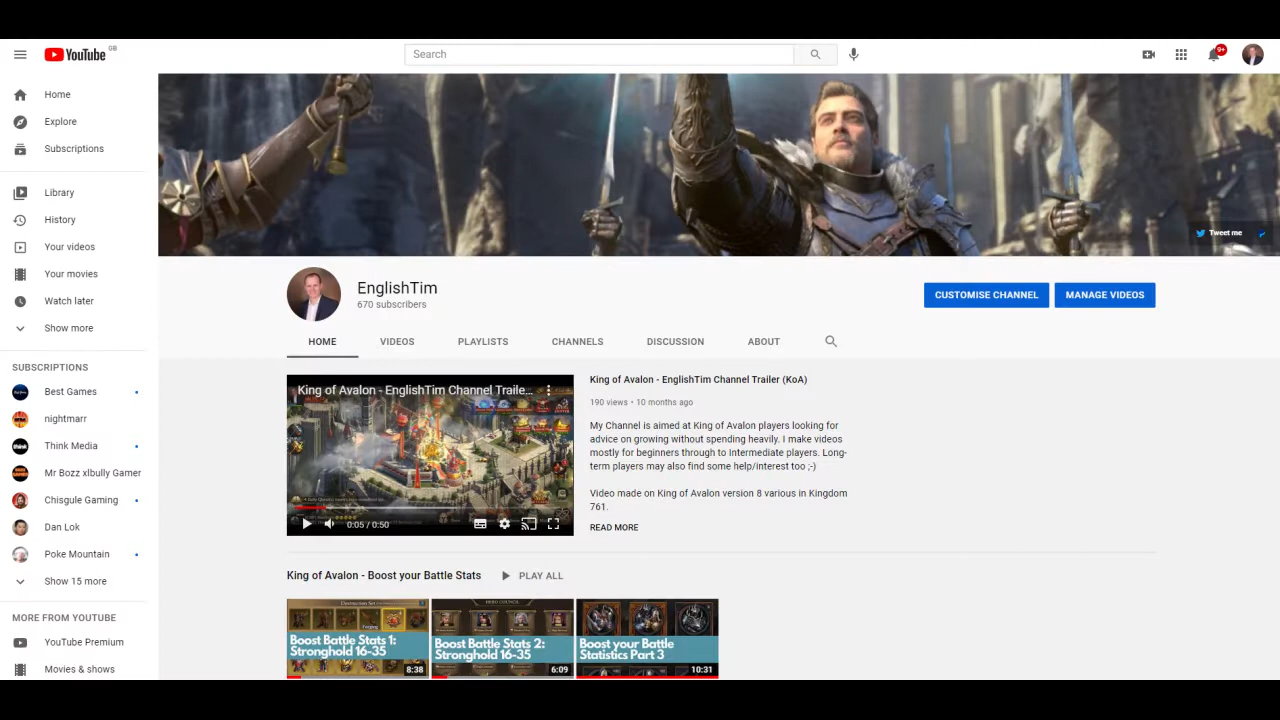 YouTube GB
Search
9+
Home
Explore
Subscriptions
Library
History
Your videos
Your movies
Watch later
Show more
SUBSCRIPTIONS
Best Games
nightmarr
Think Media
Mr Bozz xlbully Gamer
Chisgule Gaming
Dan Lok
Poke Mountain
Show 15 more
MORE FROM YOUTUBE
YouTube Premium
Movies & shows
Tweet me
EnglishTim
670 subscribers
CUSTOMISE CHANNEL
MANAGE VIDEOS
HOME VIDEOS PLAYLISTS CHANNELS DISCUSSION ABOUT
King of Avalon - EnglishTim Channel Traile...
0:05 / 0:50
King of Avalon - EnglishTim Channel Trailer (KoA)
190 views • 10 months ago
My Channel is aimed at King of Avalon players looking for
advice on growing without spending heavily. I make videos
mostly for beginners through to Intermediate players. Long-
term players may also find some help/interest too ;-)
Video made on King of Avalon version 8 various in Kingdom
761.
READ MORE
King of Avalon - Boost your Battle Stats
PLAY ALL
Boost Battle Stats 1:
Stronghold 16-35
8:38
HERO COUNCIL
Boost Battle Stats 2:
Stronghold 16-35
6:09
Boost your Battle
Statistics Part 3
10:31